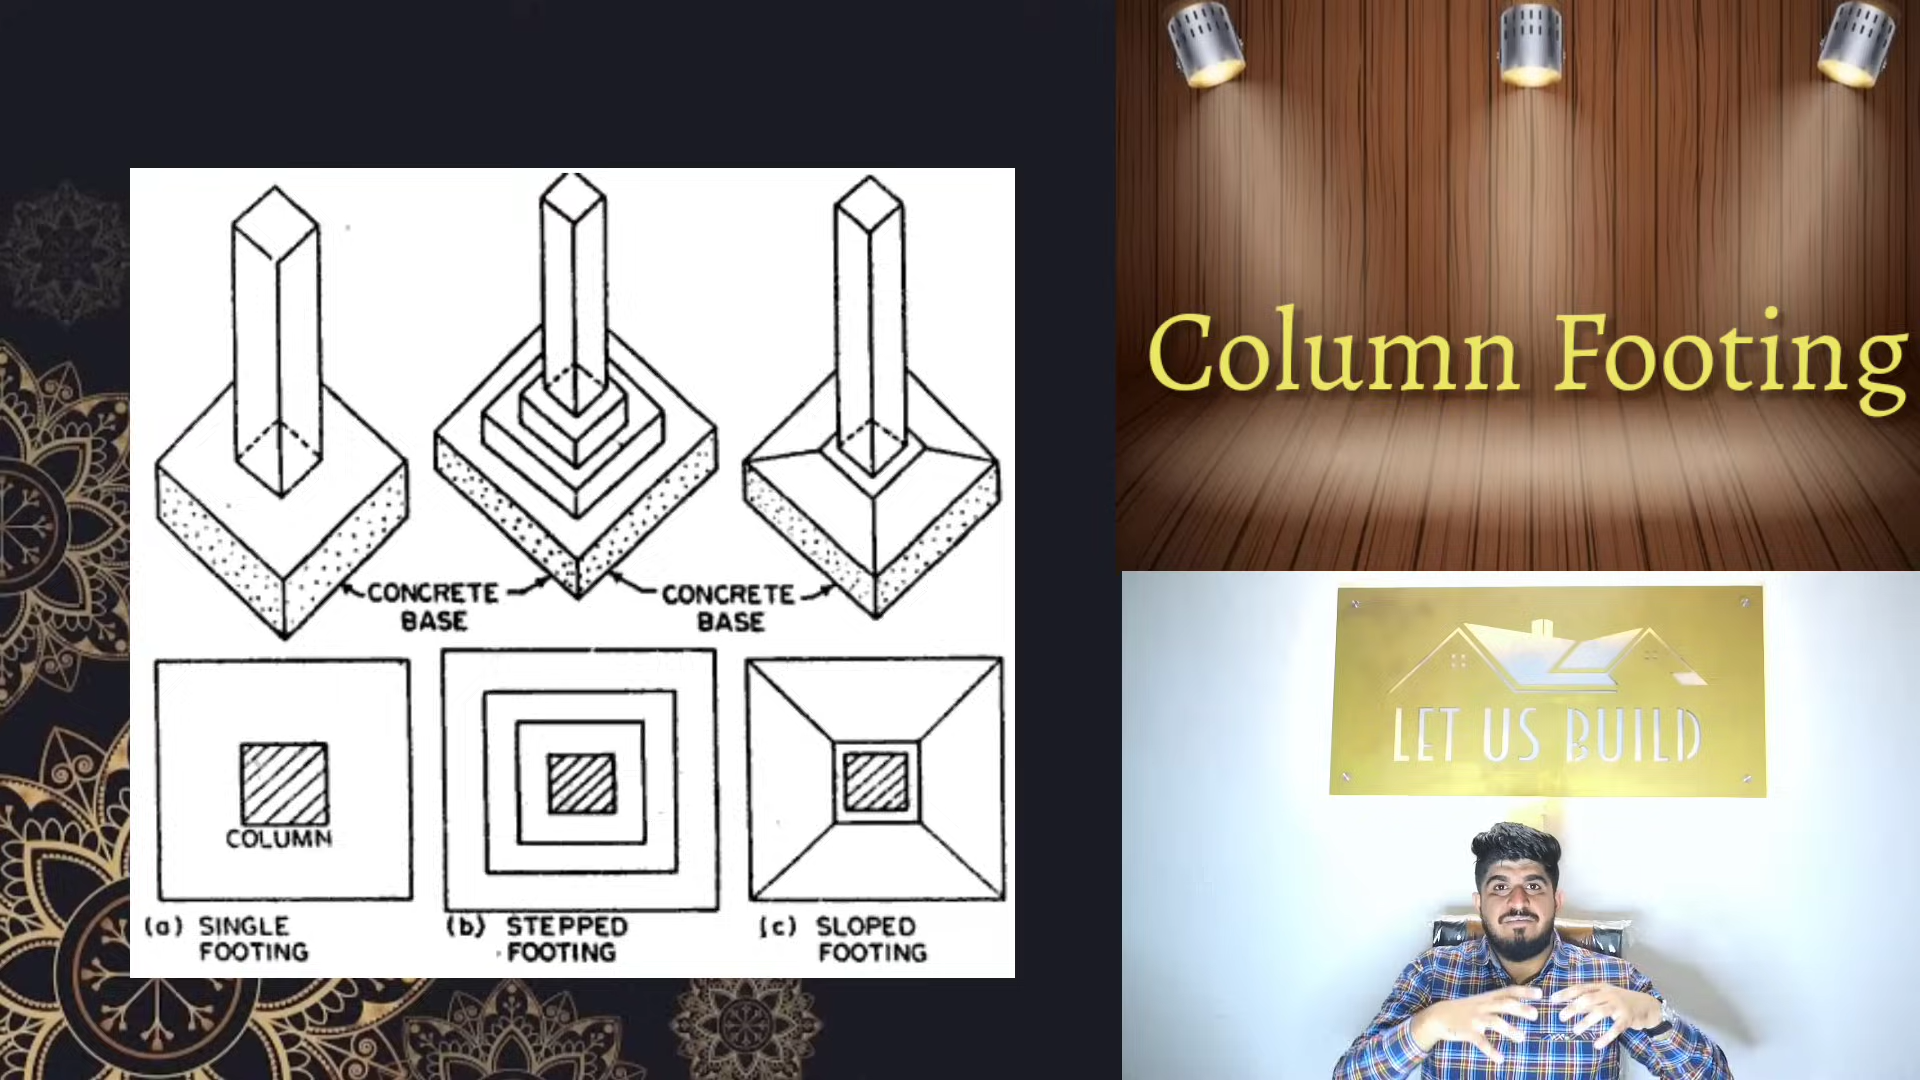 Column Footing
CONCRETE
BASE
CONCRETE
BASE
COLUMN
(a) SINGLE
FOOTING
(b) STEPPED
FOOTING
(c) SLOPED
FOOTING
LET US BUILD